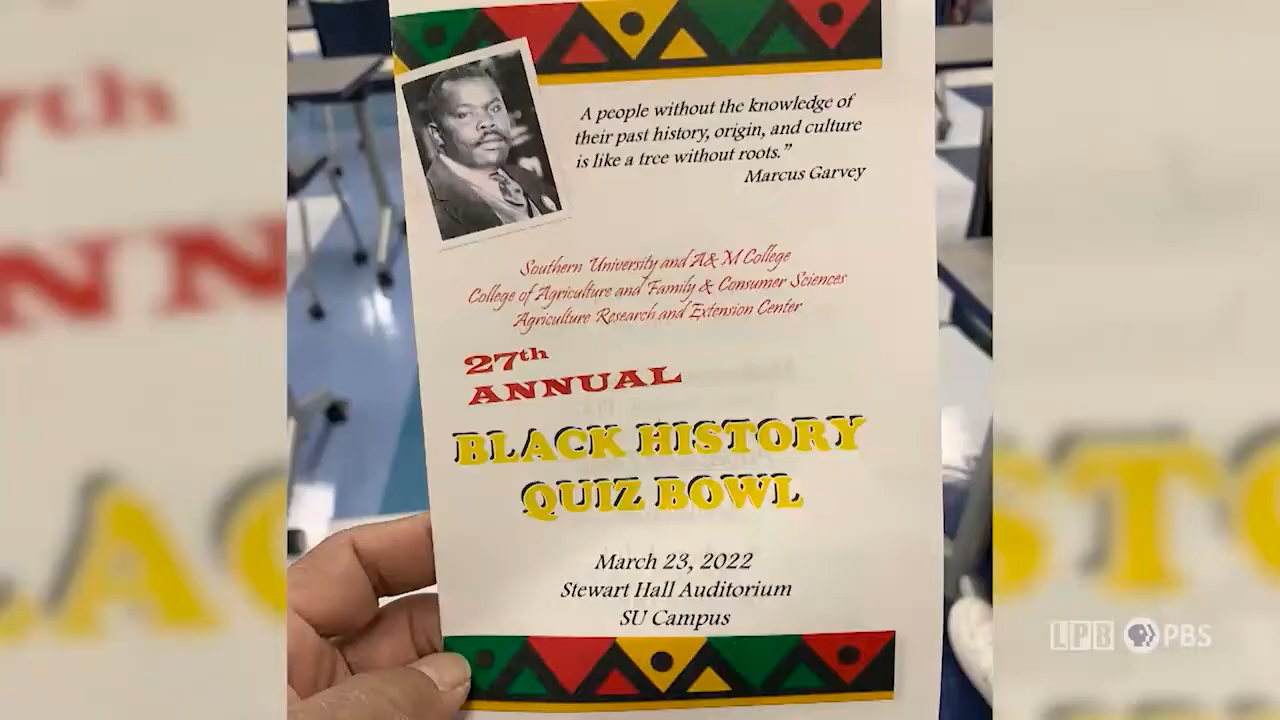 A people without the knowledge of
their past history, origin, and culture
is like a tree without roots.”
Marcus Garvey
Southern University and A& M College
College of Agriculture and Family & Consumer Sciences
Agriculture Research and Extension Center
27th
ANNUAL
BLACK HISTORY
QUIZ BOWL
March 23, 2022
Stewart Hall Auditorium
SU Campus
LPB PBS